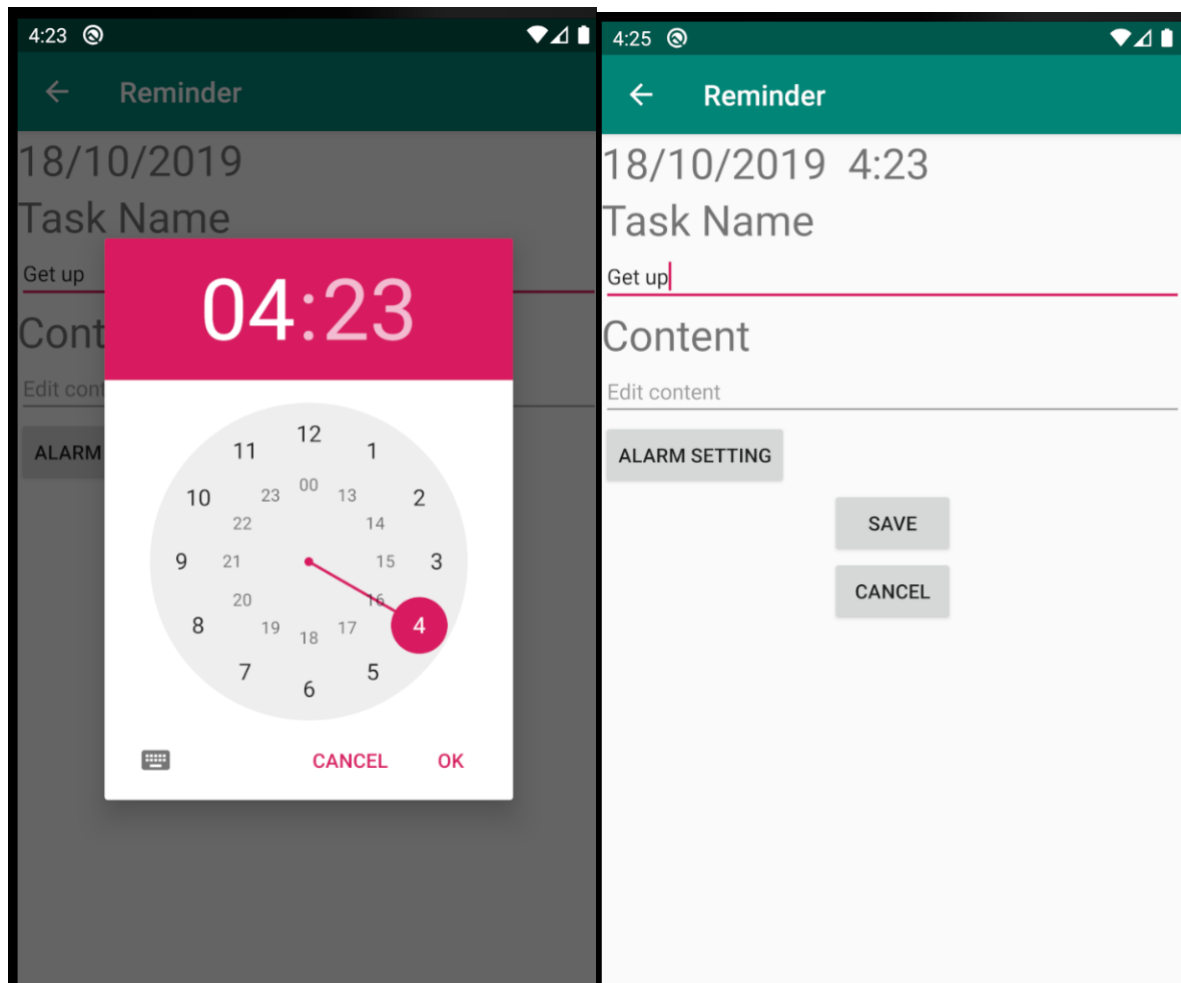 4:23
Reminder
18/10/2019
Task Name
Get up
Cont
Edit cont
ALARM
04:23
12
11 1
00
23 13
10 2
22 14
9 21 15 3
20 16
8 4
19 17
18
7 5
6
CANCEL OK
4:25
Reminder
18/10/2019 4:23
Task Name
Get up
Content
Edit content
ALARM SETTING
SAVE
CANCEL